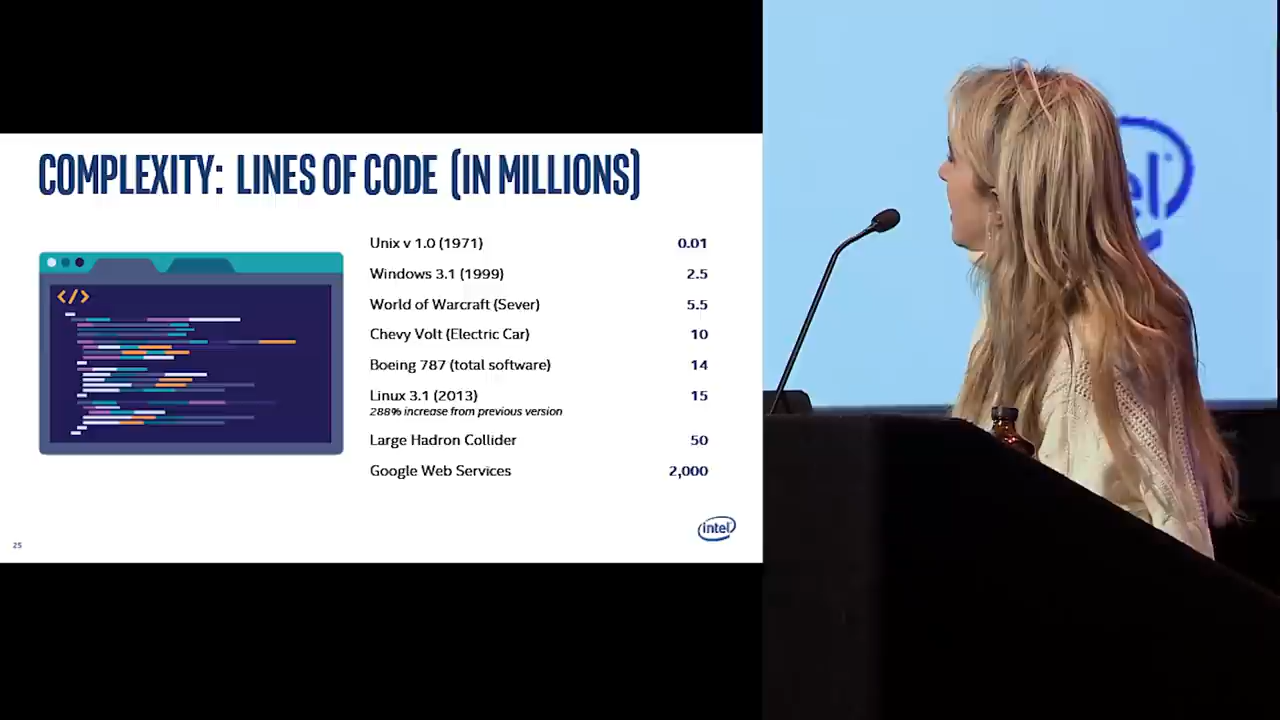 COMPLEXITY: LINES OF CODE (IN MILLIONS)
</>
Unix v 1.0 (1971) 0.01
Windows 3.1 (1999) 2.5
World of Warcraft (Sever) 5.5
Chevy Volt (Electric Car) 10
Boeing 787 (total software) 14
Linux 3.1 (2013) 15
288% increase from previous version
Large Hadron Collider 50
Google Web Services 2,000
intel
25
el